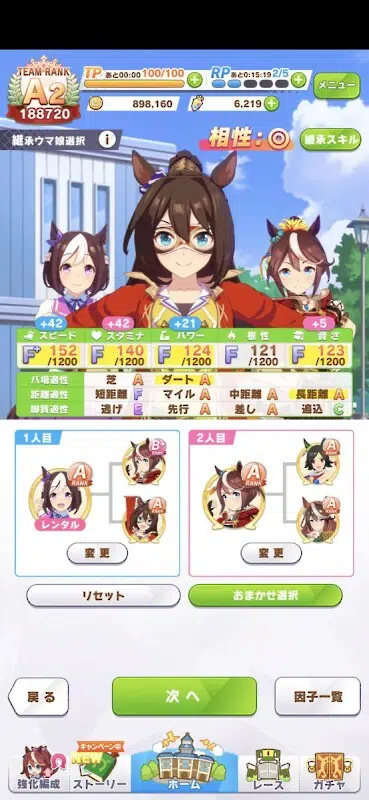 TEAM RANK
A2
188720
TP あと00:00 100/100
RP あと0:15:19 2/5
メニュー
898,160
6,219
継承ウマ娘選択
i
相性:◎
継承スキル
+42 +42 +21 +5
スピード スタミナ パワー 根性 賢さ
F+ 152 /1200 F 140 /1200 F 124 /1200 F 121 /1200 F 123 /1200
バ場適性 芝 A ダート A
距離適性 短距離 F マイル A 中距離 A 長距離 A
脚質適性 逃げ E 先行 A 差し A 追込 C
1人目
2人目
A RANK
B+ RANK
A RANK
レンタル
A RANK
A RANK
A RANK
変更
変更
リセット
おまかせ選択
戻る
次へ
因子一覧
キャンペーン中
NEW
強化編成
ストーリー
ホーム
レース
ガチャ